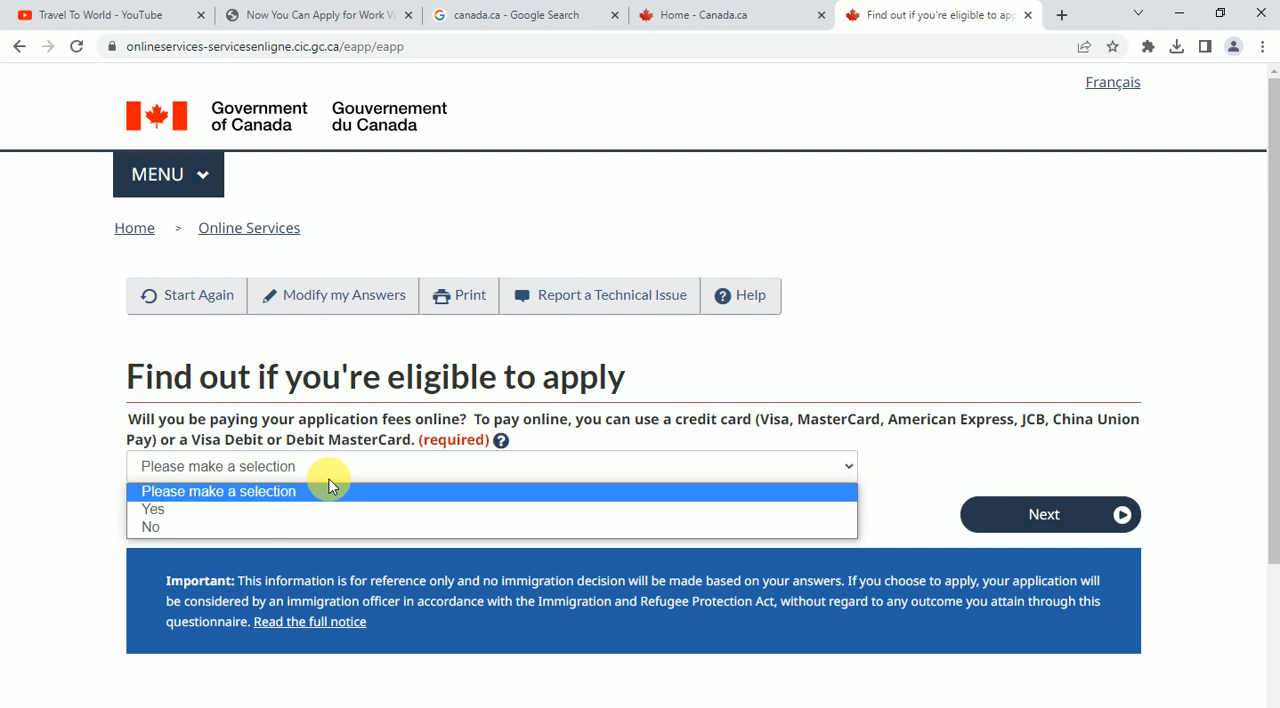 Travel To World - YouTube
Now You Can Apply for Work Vi
canada.ca - Google Search
Home - Canada.ca
Find out if you're eligible to app
onlineservices-servicesenligne.cic.gc.ca/eapp/eapp
Français
Government of Canada
Gouvernement du Canada
MENU
Home > Online Services
Start Again
Modify my Answers
Print
Report a Technical Issue
Help
Find out if you're eligible to apply
Will you be paying your application fees online? To pay online, you can use a credit card (Visa, MasterCard, American Express, JCB, China Union
Pay) or a Visa Debit or Debit MasterCard. (required)
Please make a selection
Please make a selection
Yes
No
Next
Important: This information is for reference only and no immigration decision will be made based on your answers. If you choose to apply, your application will
be considered by an immigration officer in accordance with the Immigration and Refugee Protection Act, without regard to any outcome you attain through this
questionnaire. Read the full notice